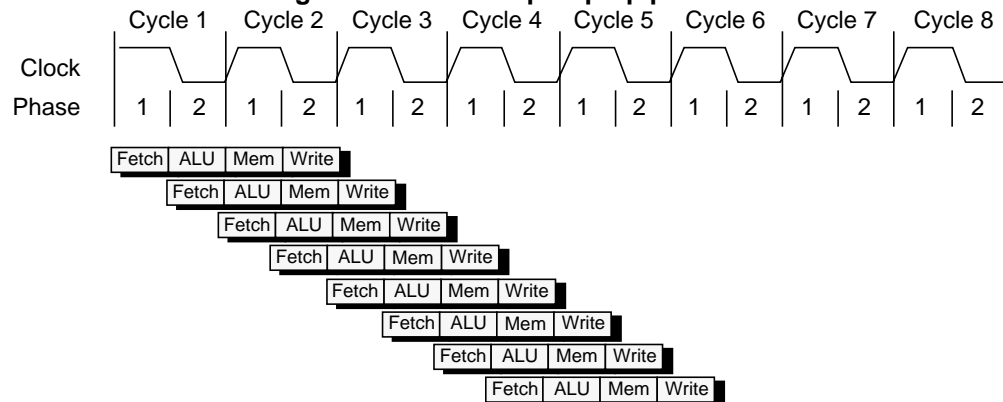 Cycle 1 Cycle 2 Cycle 3 Cycle 4 Cycle 5 Cycle 6 Cycle 7 Cycle 8
Clock
Phase 1 2 1 2 1 2 1 2 1 2 1 2 1 2 1 2
Fetch ALU Mem Write
Fetch ALU Mem Write
Fetch ALU Mem Write
Fetch ALU Mem Write
Fetch ALU Mem Write
Fetch ALU Mem Write
Fetch ALU Mem Write
Fetch ALU Mem Write